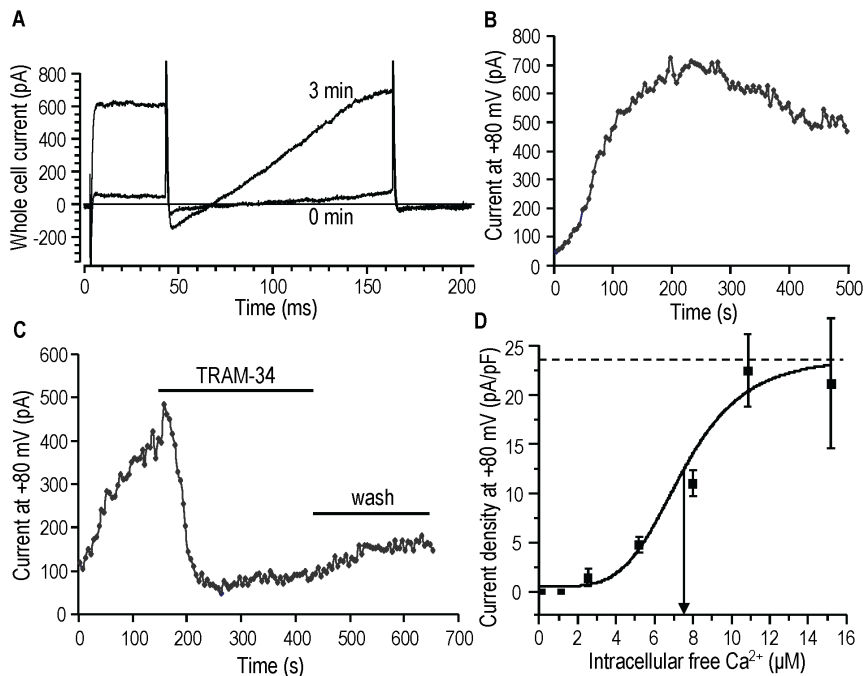 A
Whole cell current (pA)
800
600
400
200
0
-200
3 min
0 min
0 50 100 150 200
Time (ms)
B
Current at +80 mV (pA)
800
700
600
500
400
300
200
100
0
0 100 200 300 400 500
Time (s)
C
Current at +80 mV (pA)
600
500
400
300
200
100
0
TRAM-34
wash
0 100 200 300 400 500 600 700
Time (s)
D
Current density at +80 mV (pA/pF)
25
20
15
10
5
0
0 2 4 6 8 10 12 14 16
Intracellular free Ca²⁺ (µM)